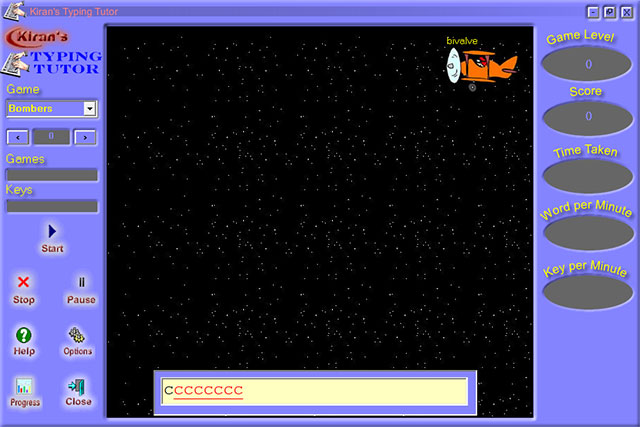 Kiran's Typing Tutor
Kiran's
TYPING
TUTOR
Game
Bombers
< 0 >
Games
Keys
Start
Stop
Pause
Help
Options
Progress
Close
bivalve
cccccccc
Game Level
0
Score
0
Time Taken
Word per Minute
Key per Minute